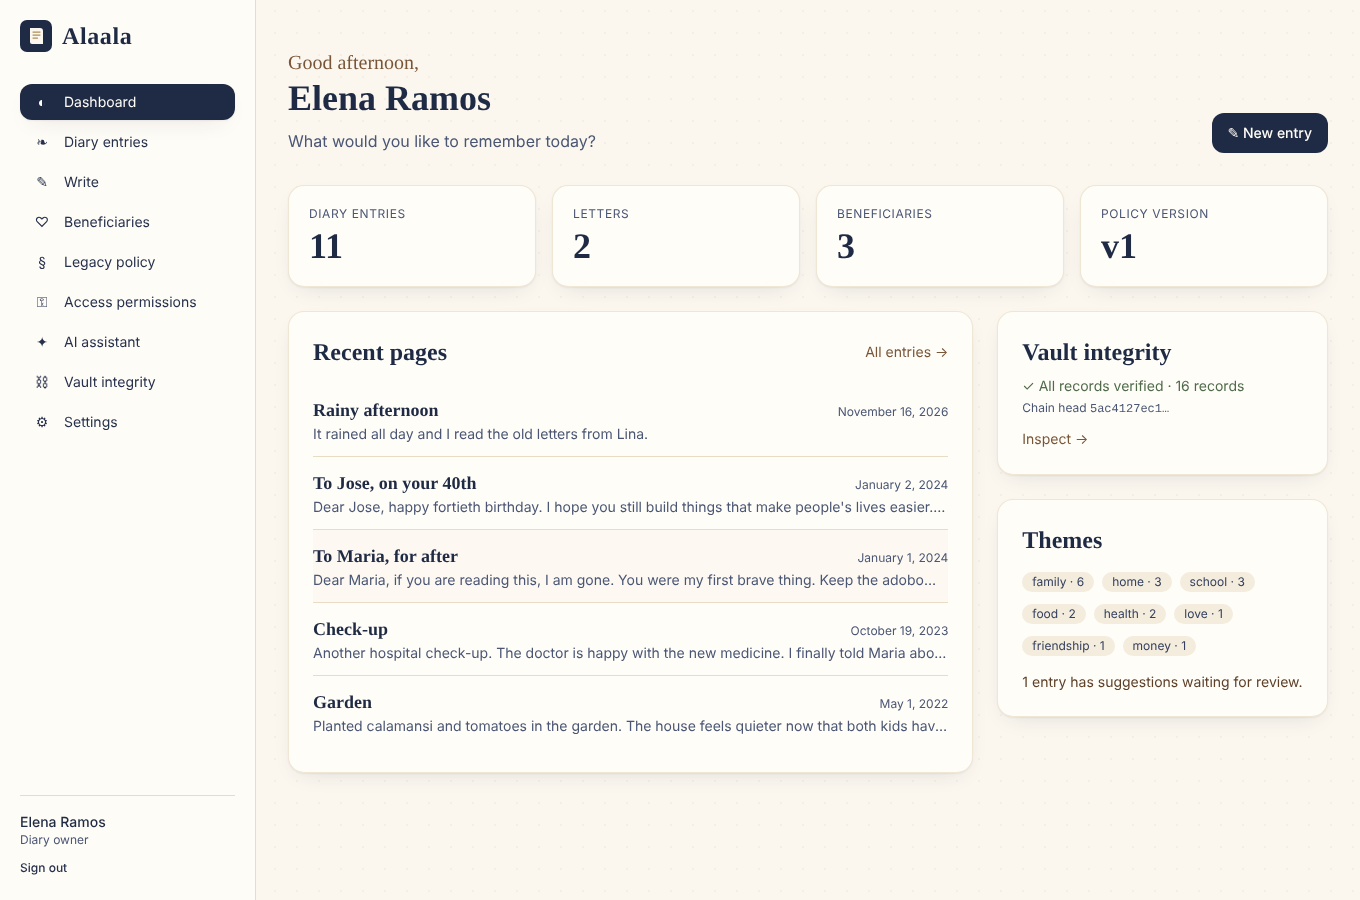 Alaala
Dashboard
Diary entries
Write
Beneficiaries
Legacy policy
Access permissions
AI assistant
Vault integrity
Settings
Elena Ramos
Diary owner
Sign out
Good afternoon,
Elena Ramos
What would you like to remember today?
✎ New entry
DIARY ENTRIES
11
LETTERS
2
BENEFICIARIES
3
POLICY VERSION
v1
Recent pages
All entries →
Rainy afternoon
November 16, 2026
It rained all day and I read the old letters from Lina.
To Jose, on your 40th
January 2, 2024
Dear Jose, happy fortieth birthday. I hope you still build things that make people's lives easier....
To Maria, for after
January 1, 2024
Dear Maria, if you are reading this, I am gone. You were my first brave thing. Keep the adobo...
Check-up
October 19, 2023
Another hospital check-up. The doctor is happy with the new medicine. I finally told Maria abo...
Garden
May 1, 2022
Planted calamansi and tomatoes in the garden. The house feels quieter now that both kids hav...
Vault integrity
✓ All records verified · 16 records
Chain head 5ac4127ec1…
Inspect →
Themes
family · 6 home · 3 school · 3
food · 2 health · 2 love · 1
friendship · 1 money · 1
1 entry has suggestions waiting for review.